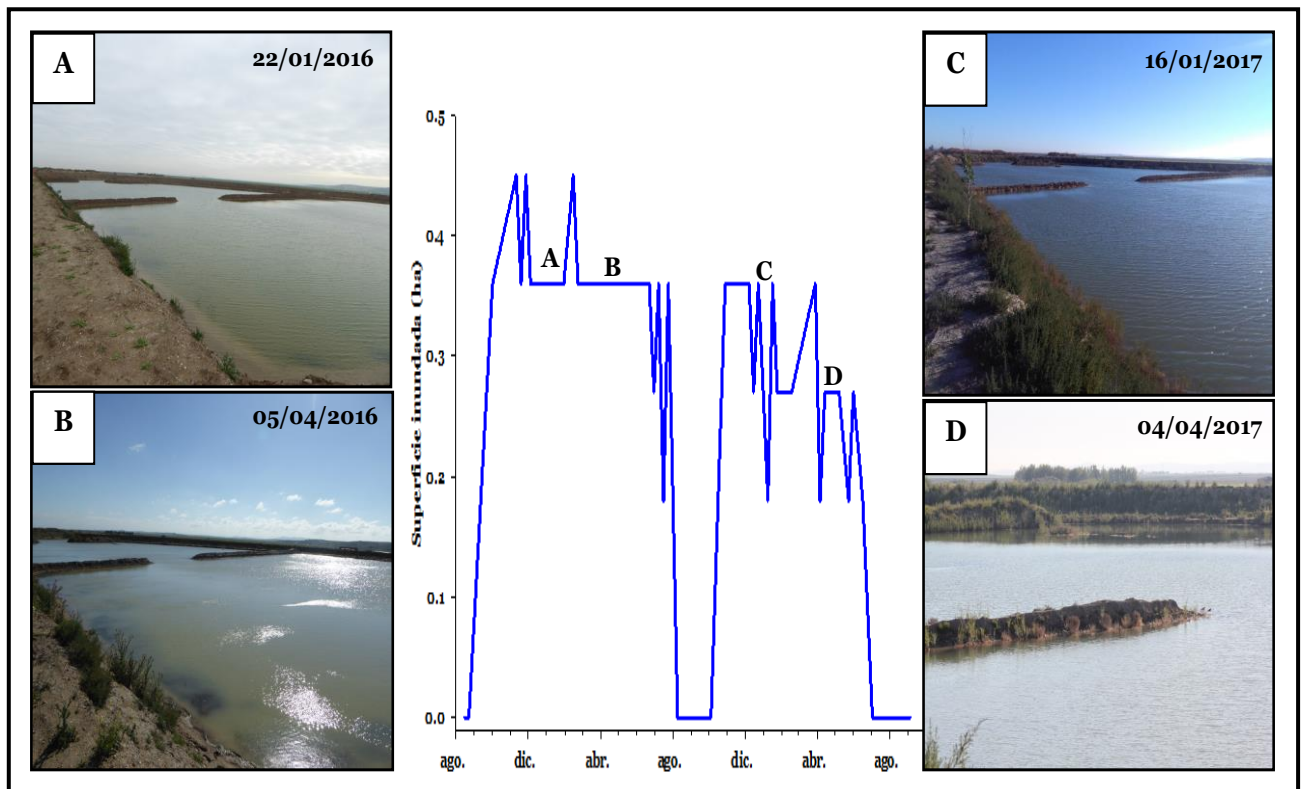 A
22/01/2016
B
05/04/2016
Superficie inundada (ha)
0.5
0.4
0.3
0.2
0.1
0.0
A
B
C
D
ago.
dic.
abr.
ago.
dic.
abr.
ago.
C
16/01/2017
D
04/04/2017